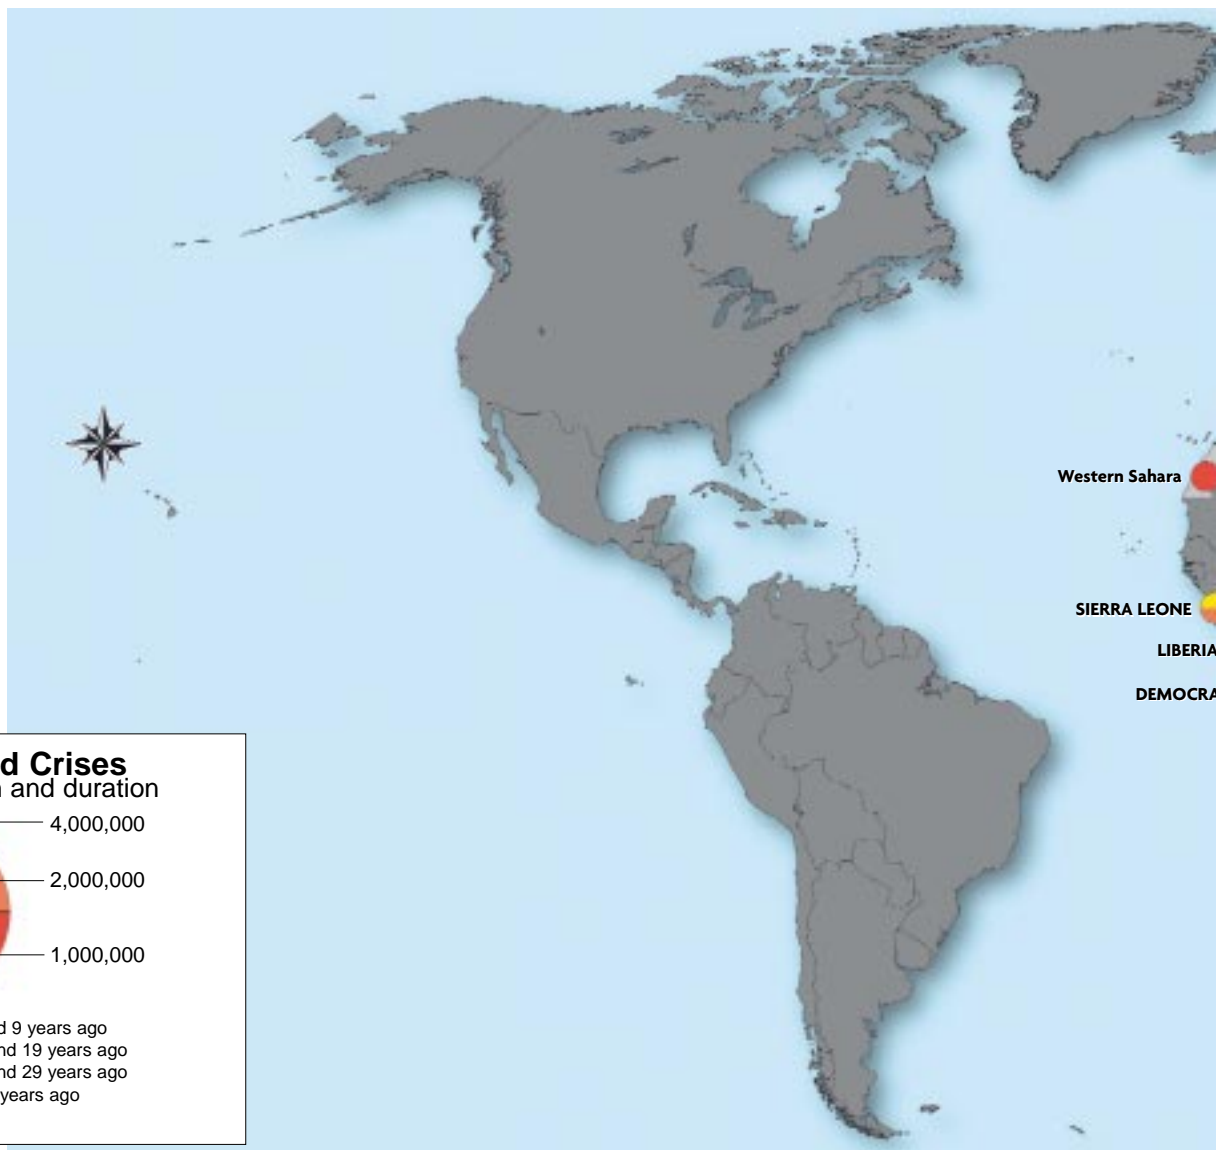 Western Sahara
SIERRA LEONE
LIBERIA
DEMOCRA
d Crises
and duration
4,000,000
2,000,000
1,000,000
d 9 years ago
nd 19 years ago
nd 29 years ago
years ago